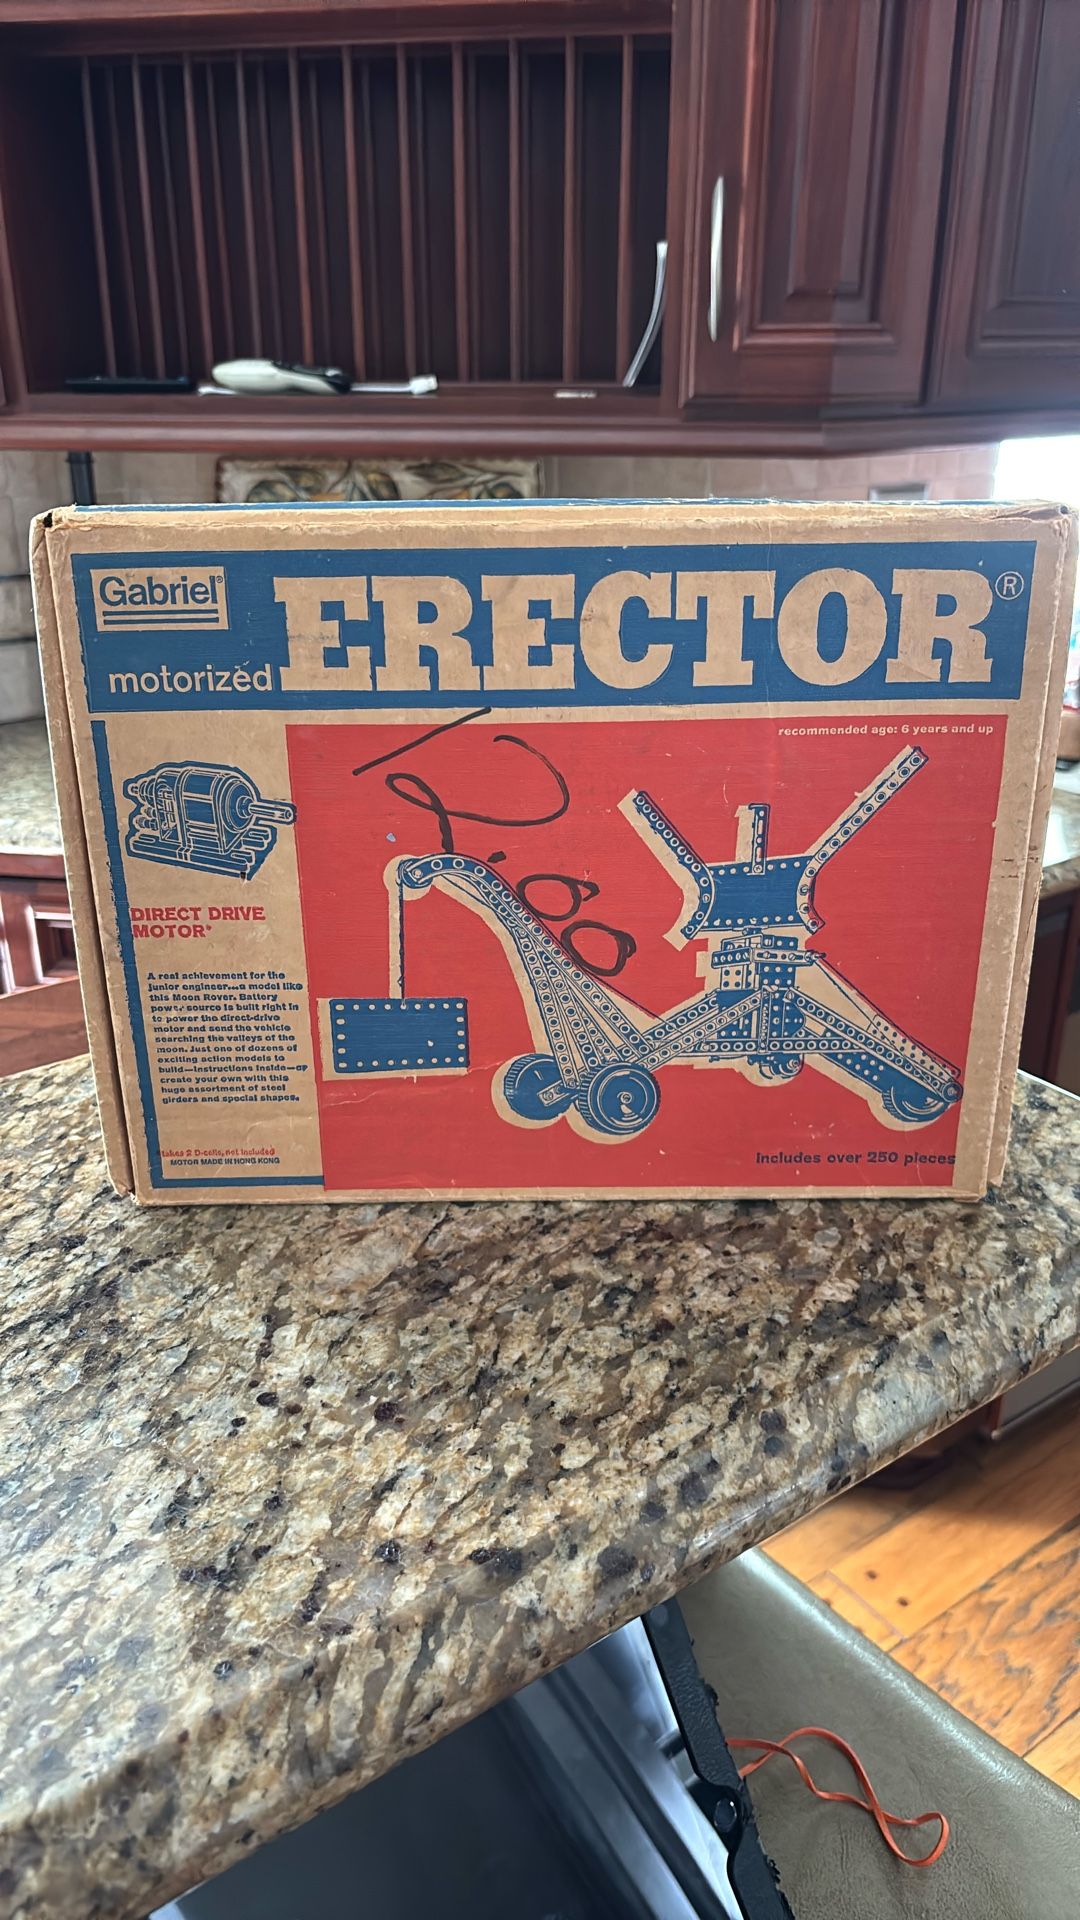 Gabriel®
motorized ERECTOR®
recommended age: 6 years and up
DIRECT DRIVE
MOTOR*
A real achievement for the
junior engineer....a model like
this Moon Rover. Battery
power source is built right in
to power the direct-drive
motor and send the vehicle
searching the valleys of the
moon. Just one of dozens of
exciting action models to
build—instructions inside—or
create your own with this
huge assortment of steel
girders and special shapes.
*takes 2 D-cells, not included
MOTOR MADE IN HONG KONG
Includes over 250 pieces